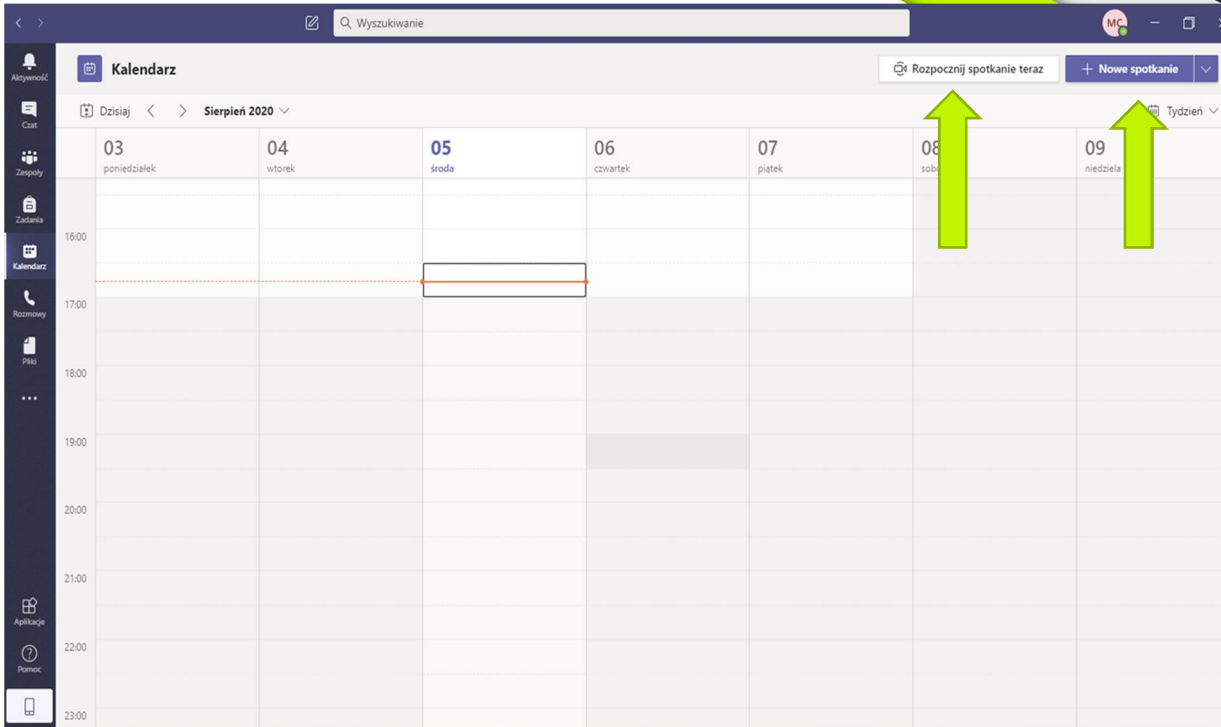 Wyszukiwanie
MC
Aktywność
Czat
Zespoły
Zadania
Kalendarz
Rozmowy
Pliki
Aplikacje
Pomoc
Kalendarz
Rozpocznij spotkanie teraz
+ Nowe spotkanie
Dzisiaj < > Sierpień 2020
Tydzień
03 04 05 06 07 08 09
poniedziałek wtorek środa czwartek piątek niedziela
16:00
17:00
18:00
19:00
20:00
21:00
22:00
23:00